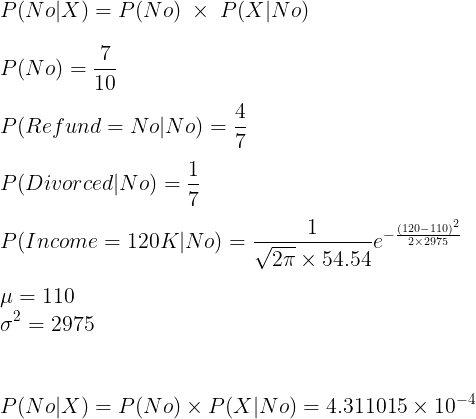 P(No|X) = P(No) × P(X|No)
P(No) = 7/10
P(Refund = No|No) = 4/7
P(Divorced|No) = 1/7
P(Income = 120K|No) = 1/(√2π × 54.54) e^(−(120−110)²/(2×2975))
μ = 110
σ² = 2975
P(No|X) = P(No) × P(X|No) = 4.311015 × 10⁻⁴